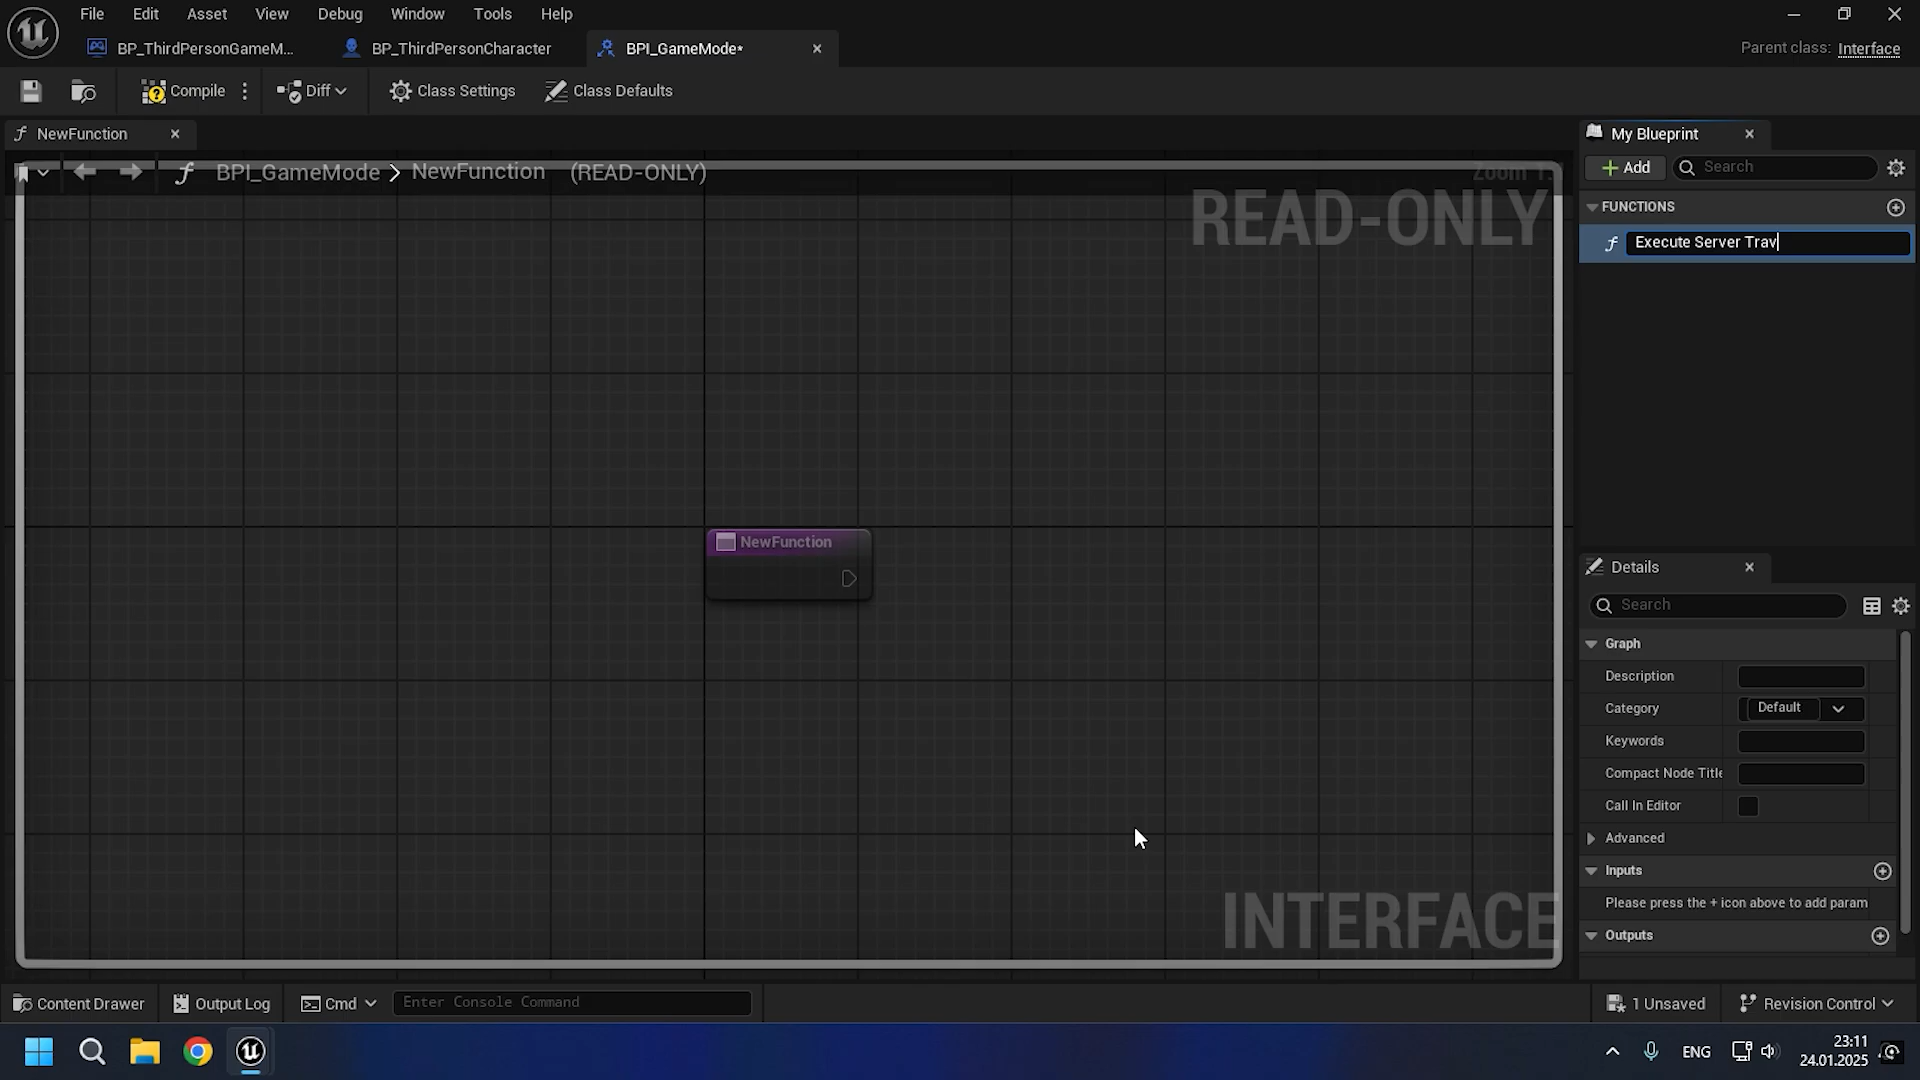 File Edit Asset View Debug Window Tools Help
BP_ThirdPersonGameM... BP_ThirdPersonCharacter BPI_GameMode*
Parent class: Interface
Compile Diff Class Settings Class Defaults
NewFunction
BPI_GameMode NewFunction (READ-ONLY)
READ-ONLY
NewFunction
INTERFACE
My Blueprint
Add Search
FUNCTIONS
Execute Server Trav
Details
Search
Graph
Description
Category Default
Keywords
Compact Node Title
Call In Editor
Advanced
Inputs
Please press the + icon above to add param
Outputs
Content Drawer Output Log Cmd Enter Console Command
1 Unsaved Revision Control
ENG
23:11
24.01.2025